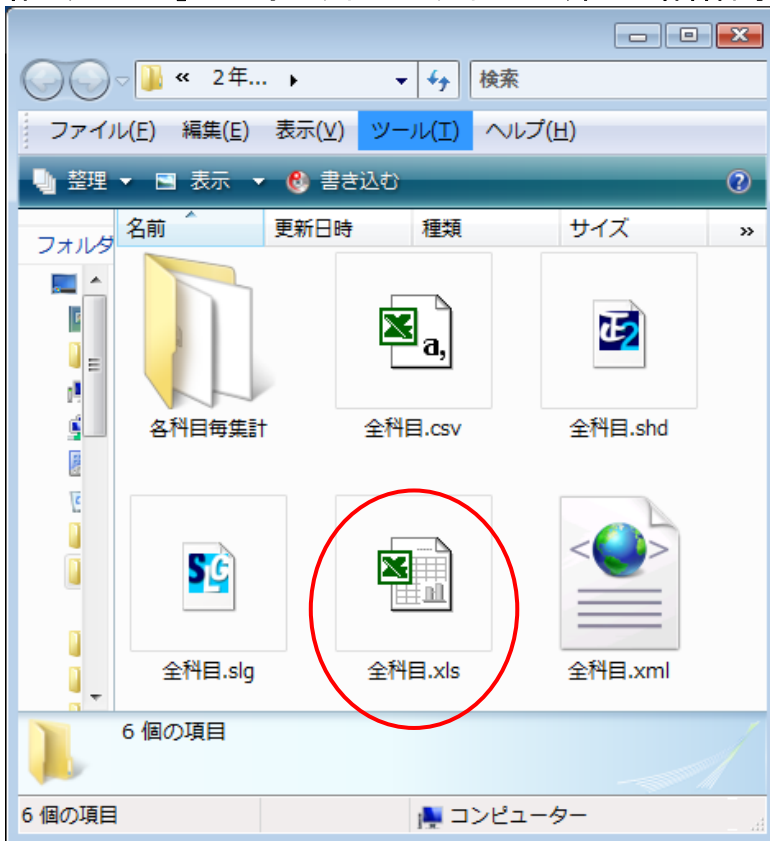 « 2年... 検索
ファイル(F) 編集(E) 表示(V) ツール(T) ヘルプ(H)
整理 表示 書き込む
フォルダ 名前 更新日時 種類 サイズ »
各科目毎集計 全科目.csv 全科目.shd
全科目.slg 全科目.xls 全科目.xml
6 個の項目
6 個の項目 コンピューター